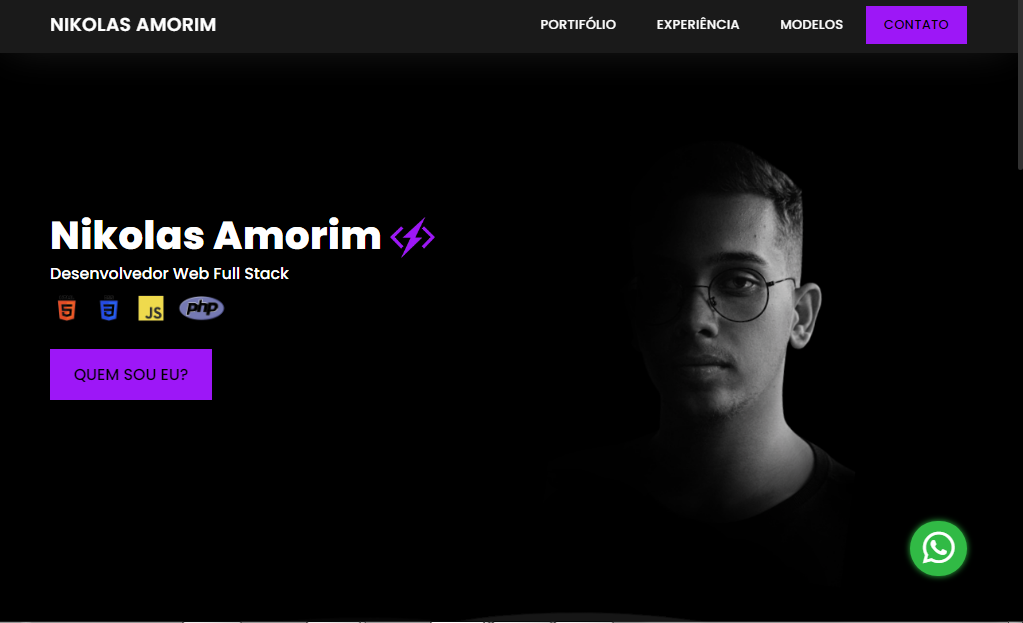 NIKOLAS AMORIM
PORTIFÓLIO
EXPERIÊNCIA
MODELOS
CONTATO
Nikolas Amorim
Desenvolvedor Web Full Stack
5 3 JS php
QUEM SOU EU?